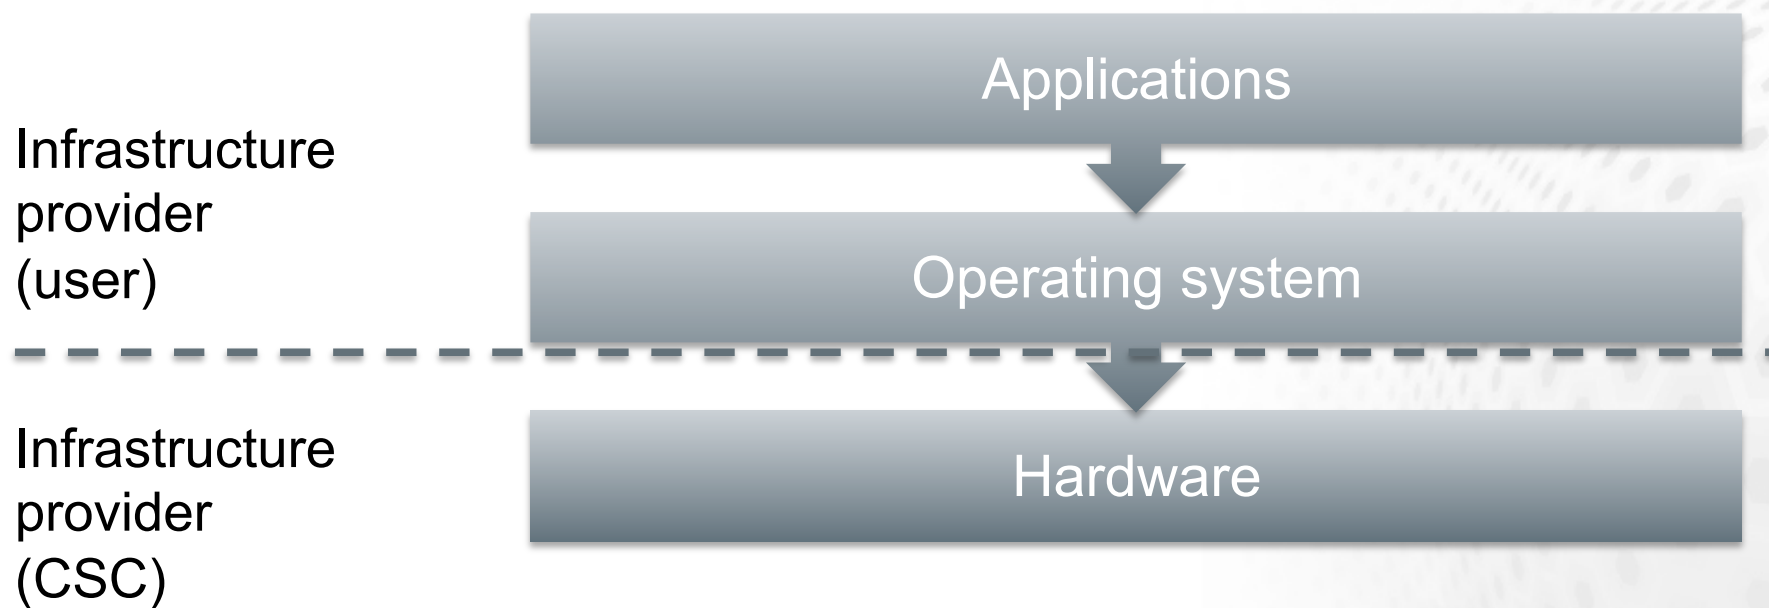 Applications
Infrastructure
provider
(user)
Operating system
Infrastructure
provider
(CSC)
Hardware